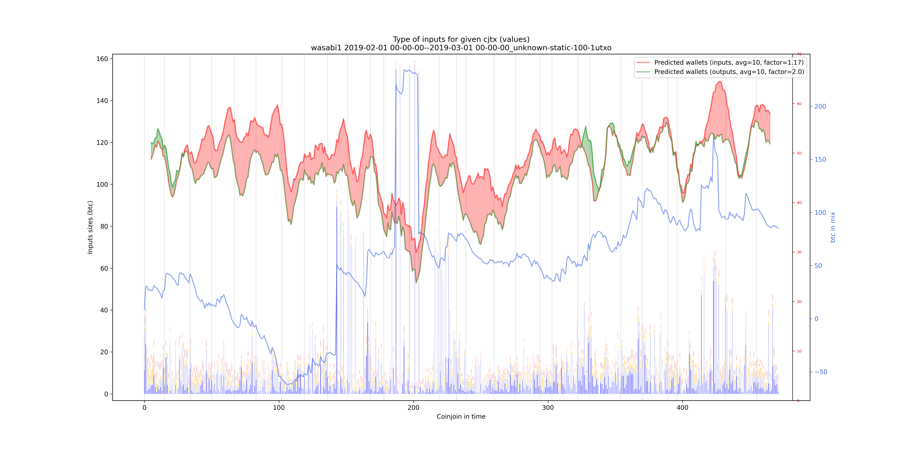 Type of inputs for given cjtx (values)
wasabi1 2019-02-01 00-00-00--2019-03-01 00-00-00_unknown-static-100-1utxo
Predicted wallets (inputs, avg=10, factor=1.17)
Predicted wallets (outputs, avg=10, factor=2.0)
160
140
120
100
80
60
40
20
0
Inputs sizes (btc)
0
100
200
300
400
Coinjoin in time
200
150
100
50
0
−50
btc in mix